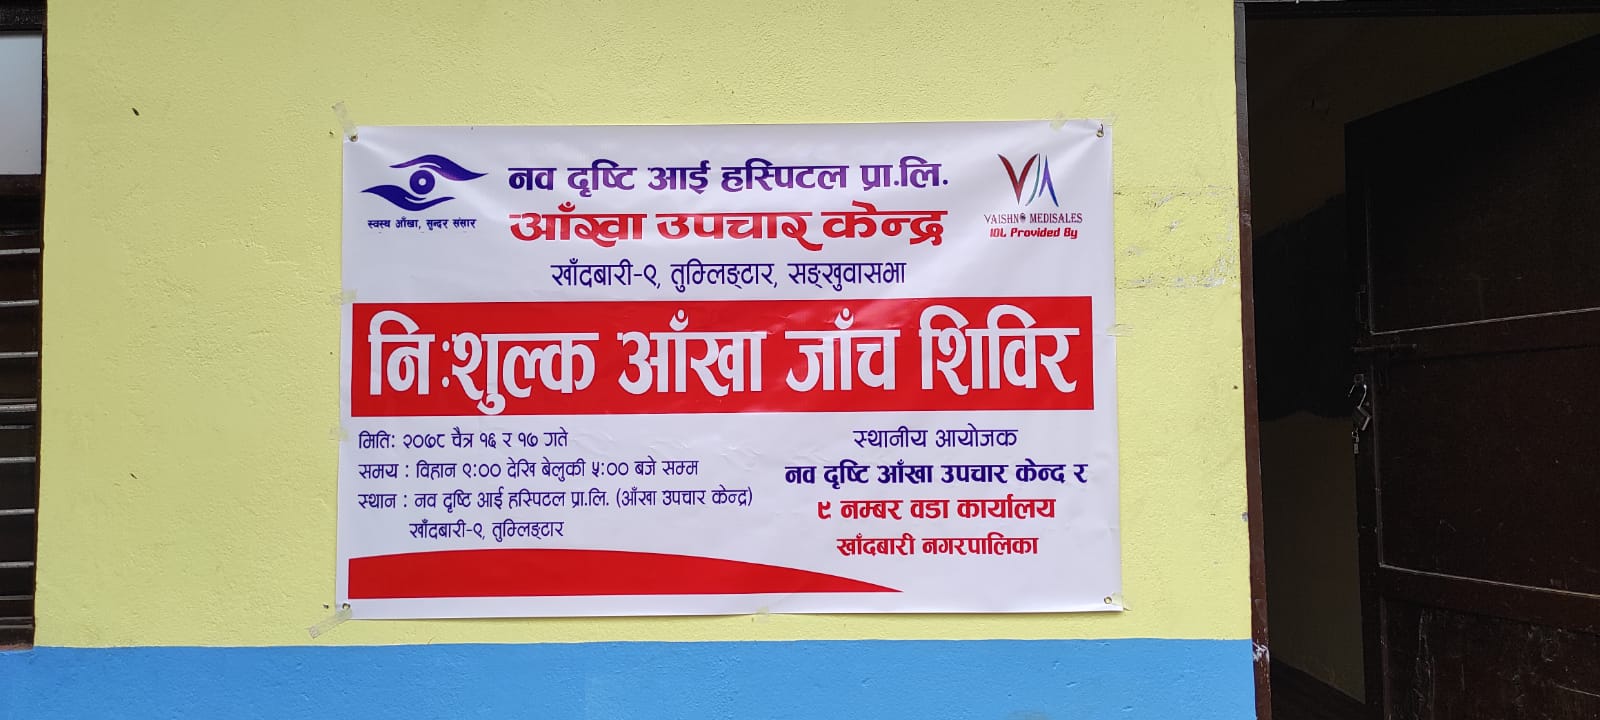 नव दृष्टि आई हस्पिटल प्रा.लि.
आँखा उपचार केन्द्र
खाँदबारी-९, तुम्लिङ्टार, सङ्खुवासभा
स्वस्थ आँखा, सुन्दर संसार
VAISHNO MEDISALES
IOL Provided By
निःशुल्क आँखा जाँच शिविर
मितिः २०७८ चैत्र १६ र १७ गते
समय : विहान ९:०० देखि बेलुकी ५:०० बजे सम्म
स्थान : नव दृष्टि आई हस्पिटल प्रा.लि. (आँखा उपचार केन्द्र)
खाँदबारी-९, तुम्लिङ्टार
स्थानीय आयोजक
नव दृष्टि आँखा उपचार केन्द र
९ नम्बर वडा कार्यालय
खाँदबारी नगरपालिका